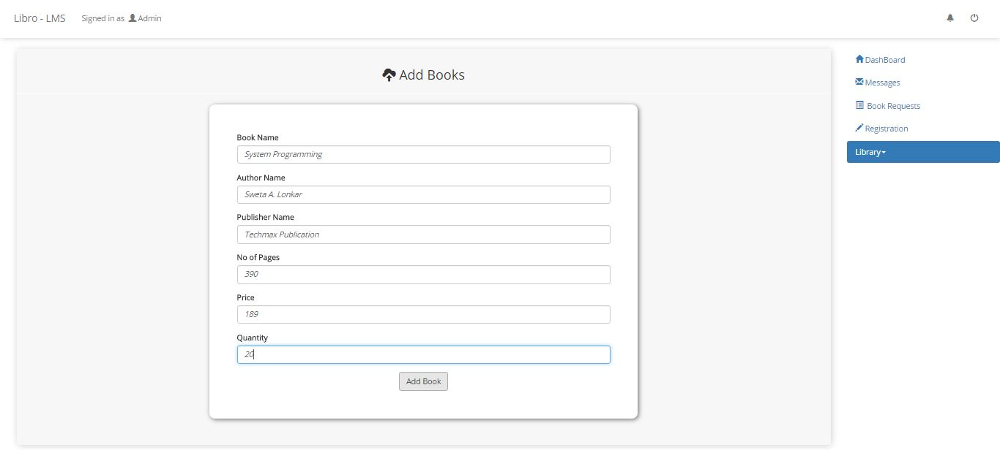 Libro - LMS Signed in as Admin
Add Books
Book Name
System Programming
Author Name
Sweta A. Lonkar
Publisher Name
Techmax Publication
No of Pages
390
Price
189
Quantity
20
Add Book
DashBoard
Messages
Book Requests
Registration
Library